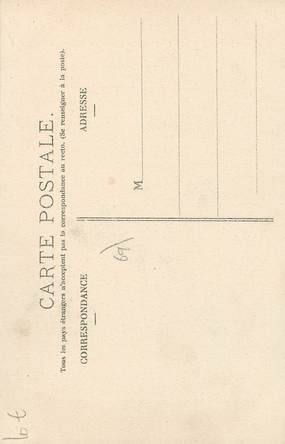 CARTE POSTALE.
Tous les pays étrangers n'acceptent pas la correspondance au recto. (Se renseigner à la poste).
CORRESPONDANCE
ADRESSE
M
69